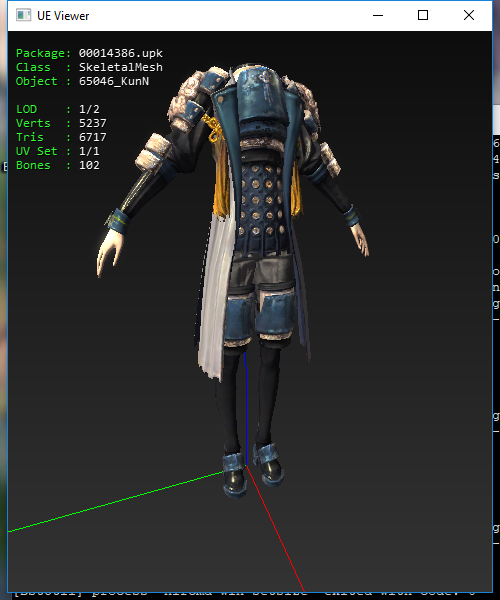 UE Viewer
Package: 00014386.upk
Class : SkeletalMesh
Object : 65046_KunN
LOD : 1/2
Verts : 5237
Tris : 6717
UV Set : 1/1
Bones : 102